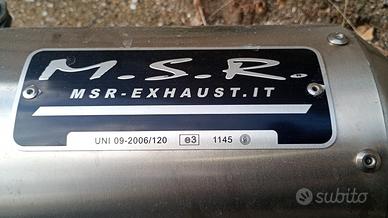 M.S.R.
MSR-EXHAUST.IT
UNI 09-2006/120 e3 1145
subito